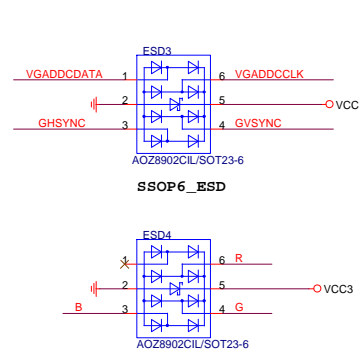 ESD3
VGADDCDATA 1 6 VGADDCCLK
2 5 VCC
GHSYNC 3 4 GVSYNC
AOZ8902CIL/SOT23-6
SSOP6_ESD
ESD4
1 6 R
2 5 VCC3
B 3 4 G
AOZ8902CIL/SOT23-6